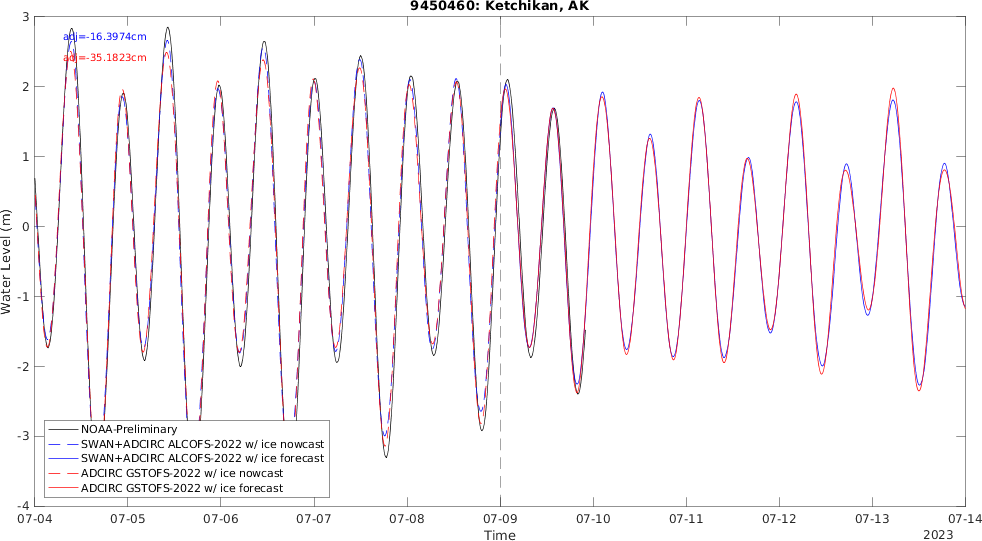 9450460: Ketchikan, AK
adj=-16.3974cm
adj=-35.1823cm
3
2
1
0
-1
-2
-3
-4
Water Level (m)
NOAA-Preliminary
SWAN+ADCIRC ALCOFS-2022 w/ ice nowcast
SWAN+ADCIRC ALCOFS-2022 w/ ice forecast
ADCIRC GSTOFS-2022 w/ ice nowcast
ADCIRC GSTOFS-2022 w/ ice forecast
07-04 07-05 07-06 07-07 07-08 07-09 07-10 07-11 07-12 07-13 07-14
Time
2023